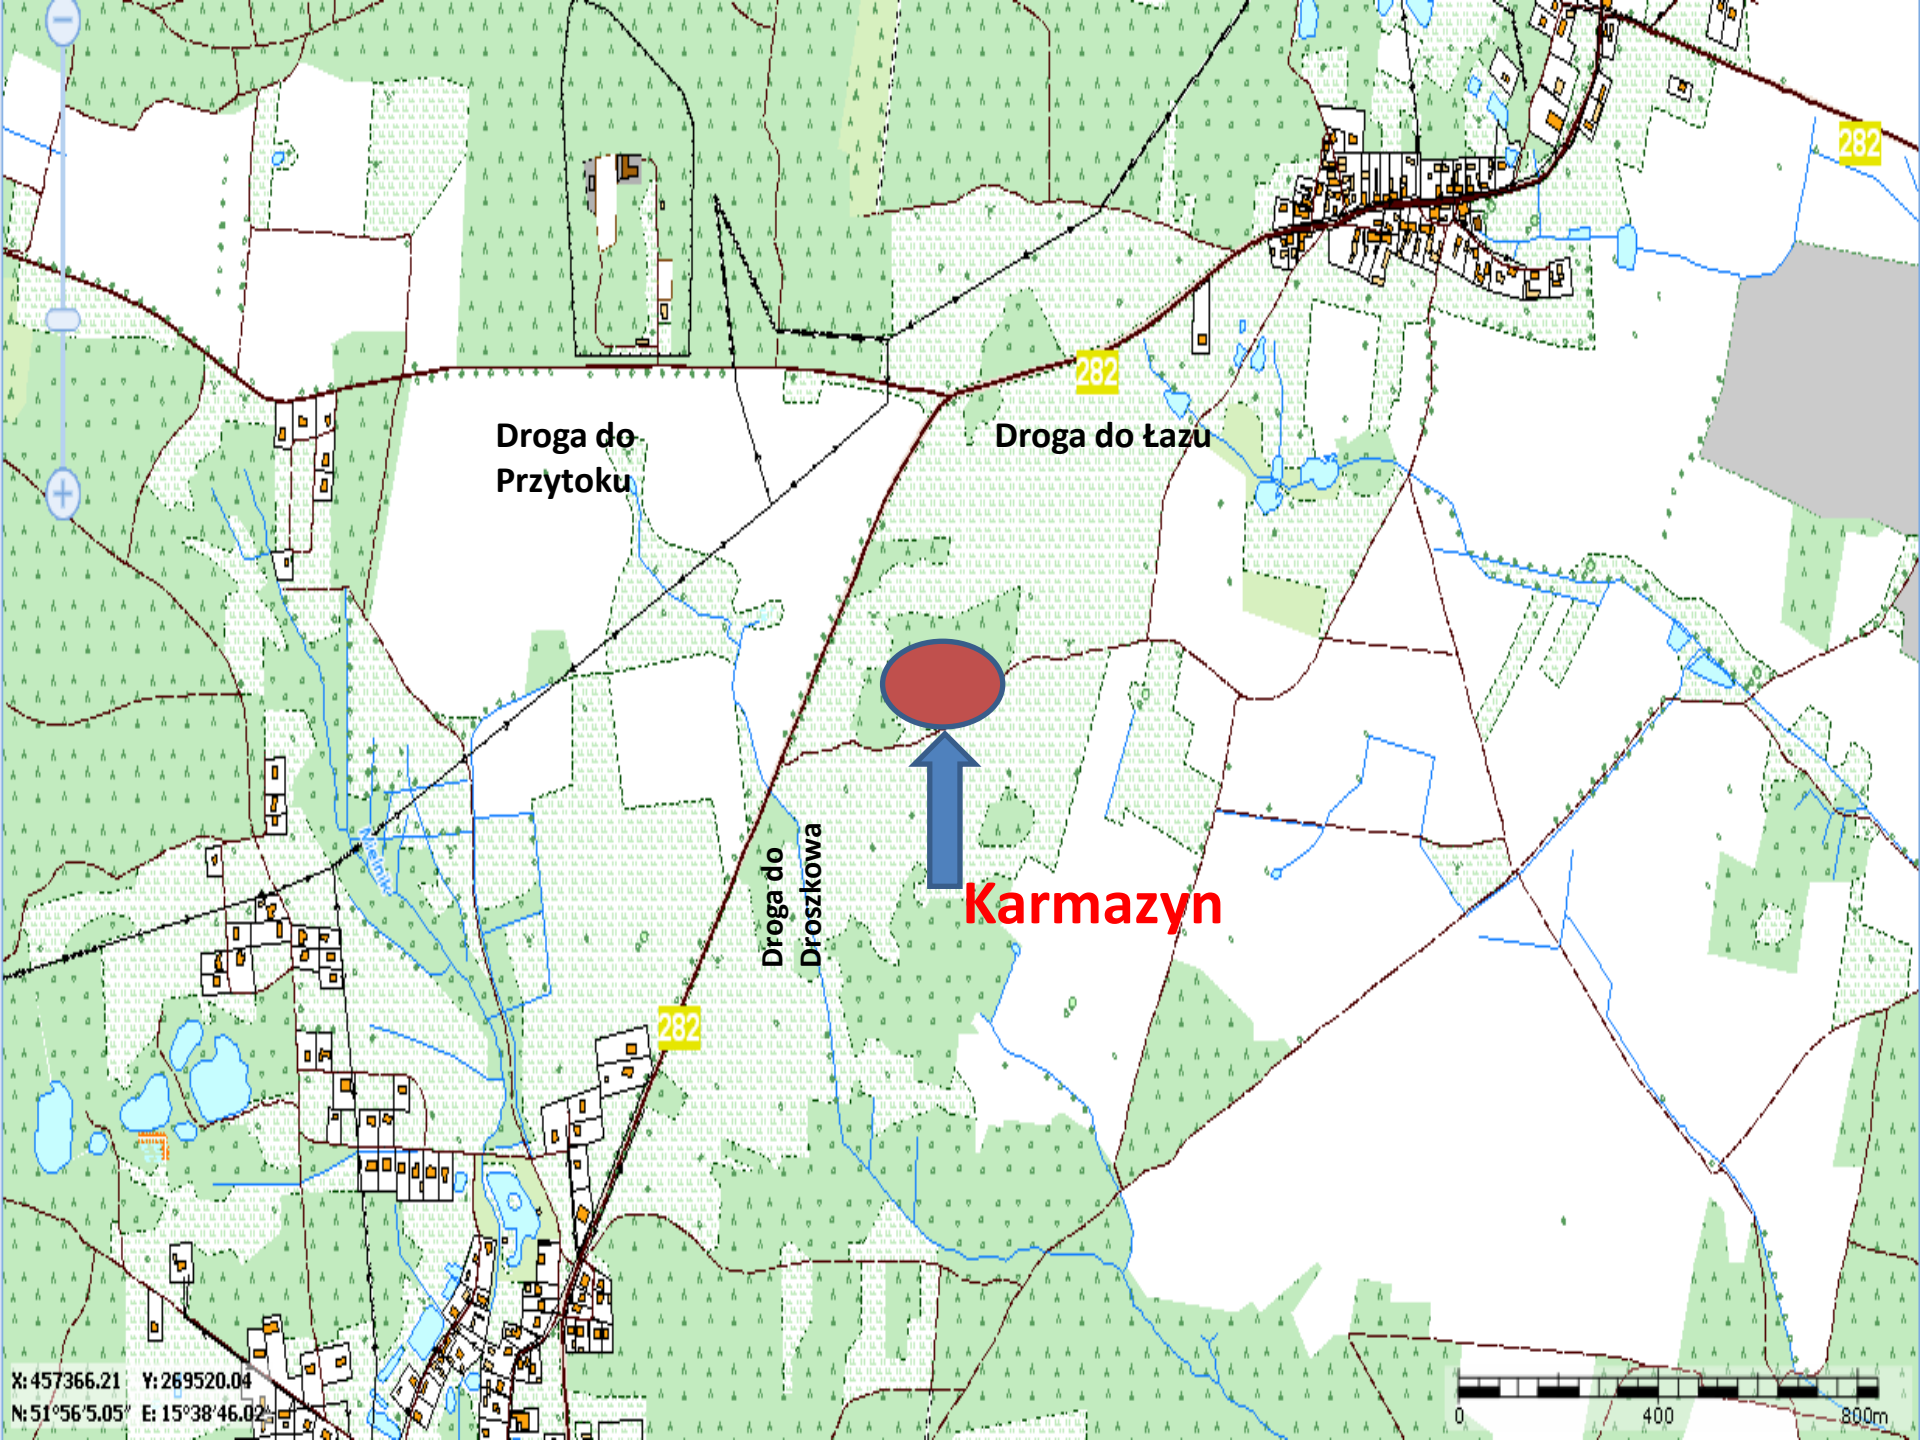 282
282
Droga do
Przytoku
Droga do Łazu
Droga do
Droszkowa
Karmazyn
282
X: 457366.21 Y: 269520.04
N: 51°56'5.05" E: 15°38'46.02"
0 400 800m